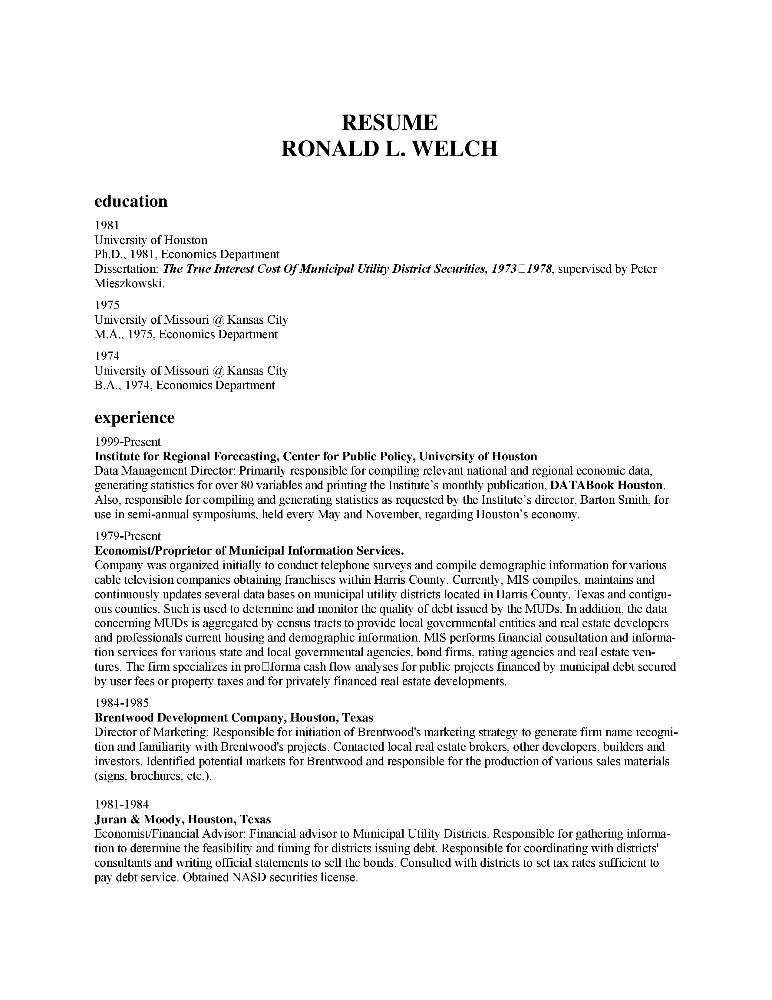 RESUME
RONALD L. WELCH
education
1981
University of Houston
Ph.D., 1981, Economics Department
Dissertation: The True Interest Cost Of Municipal Utility District Securities, 1973□1978, supervised by Peter
Mieszkowski.
1975
University of Missouri @ Kansas City
M.A., 1975, Economics Department
1974
University of Missouri @ Kansas City
B.A., 1974, Economics Department
experience
1999-Present
Institute for Regional Forecasting, Center for Public Policy, University of Houston
Data Management Director: Primarily responsible for compiling relevant national and regional economic data,
generating statistics for over 80 variables and printing the Institute's monthly publication, DATABook Houston.
Also, responsible for compiling and generating statistics as requested by the Institute's director, Barton Smith, for
use in semi-annual symposiums, held every May and November, regarding Houston's economy.
1979-Present
Economist/Proprietor of Municipal Information Services.
Company was organized initially to conduct telephone surveys and compile demographic information for various
cable television companies obtaining franchises within Harris County. Currently, MIS compiles, maintains and
continuously updates several data bases on municipal utility districts located in Harris County, Texas and contigu-
ous counties. Such is used to determine and monitor the quality of debt issued by the MUDs. In addition, the data
concerning MUDs is aggregated by census tracts to provide local governmental entities and real estate developers
and professionals current housing and demographic information. MIS performs financial consultation and informa-
tion services for various state and local governmental agencies, bond firms, rating agencies and real estate ven-
tures. The firm specializes in pro□forma cash flow analyses for public projects financed by municipal debt secured
by user fees or property taxes and for privately financed real estate developments.
1984-1985
Brentwood Development Company, Houston, Texas
Director of Marketing: Responsible for initiation of Brentwood's marketing strategy to generate firm name recogni-
tion and familiarity with Brentwood's projects. Contacted local real estate brokers, other developers, builders and
investors. Identified potential markets for Brentwood and responsible for the production of various sales materials
(signs, brochures, etc.).
1981-1984
Juran & Moody, Houston, Texas
Economist/Financial Advisor: Financial advisor to Municipal Utility Districts. Responsible for gathering informa-
tion to determine the feasibility and timing for districts issuing debt. Responsible for coordinating with districts'
consultants and writing official statements to sell the bonds. Consulted with districts to set tax rates sufficient to
pay debt service. Obtained NASD securities license.